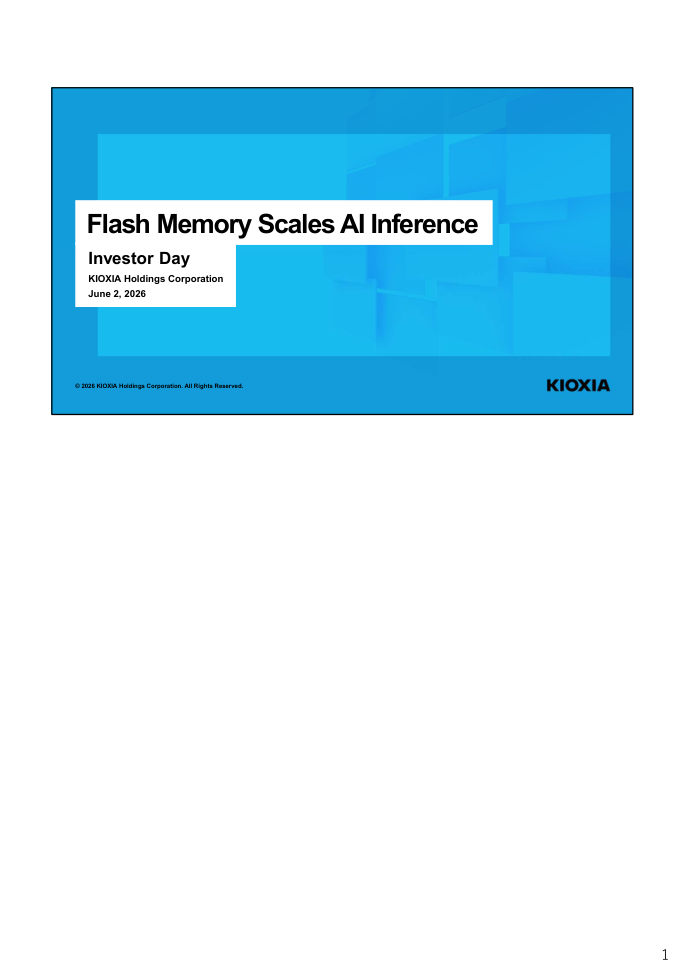 Flash Memory Scales AI Inference
Investor Day
KIOXIA Holdings Corporation
June 2, 2026
© 2026 KIOXIA Holdings Corporation. All Rights Reserved.
KIOXIA
1